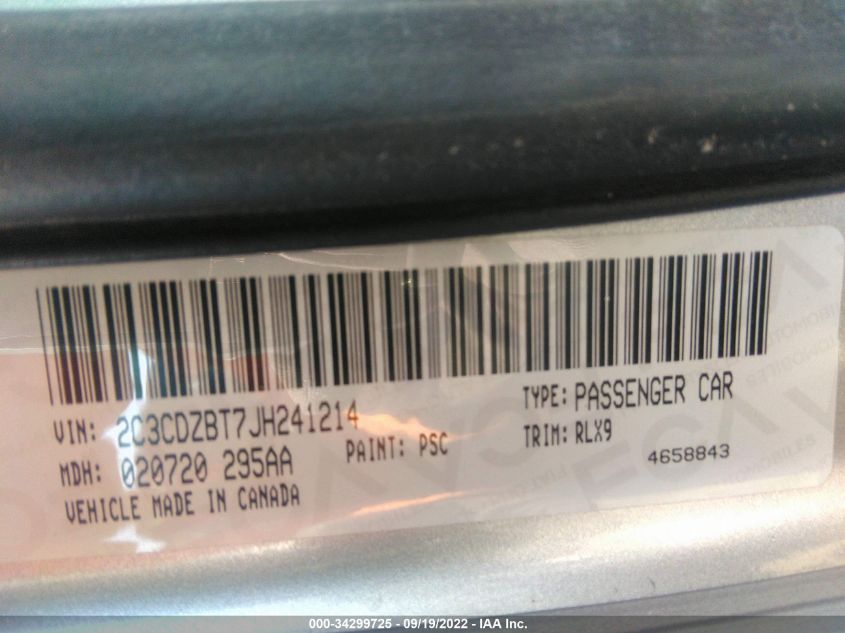 VIN: 2C3CDZBT7JH241214
TYPE: PASSENGER CAR
MDH: 020720 295AA
PAINT: PSC
TRIM: RLX9
VEHICLE MADE IN CANADA
4658843
000-34299725 - 09/19/2022 - IAA Inc.